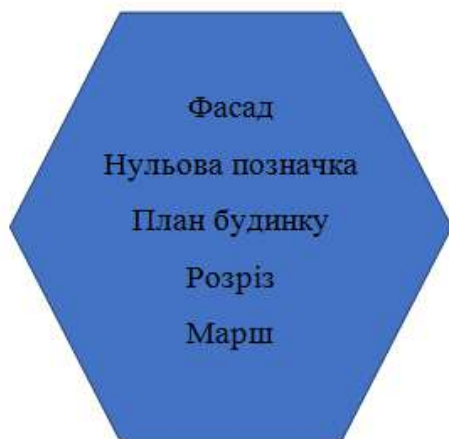 Фасад
Нульова позначка
План будинку
Розріз
Марш